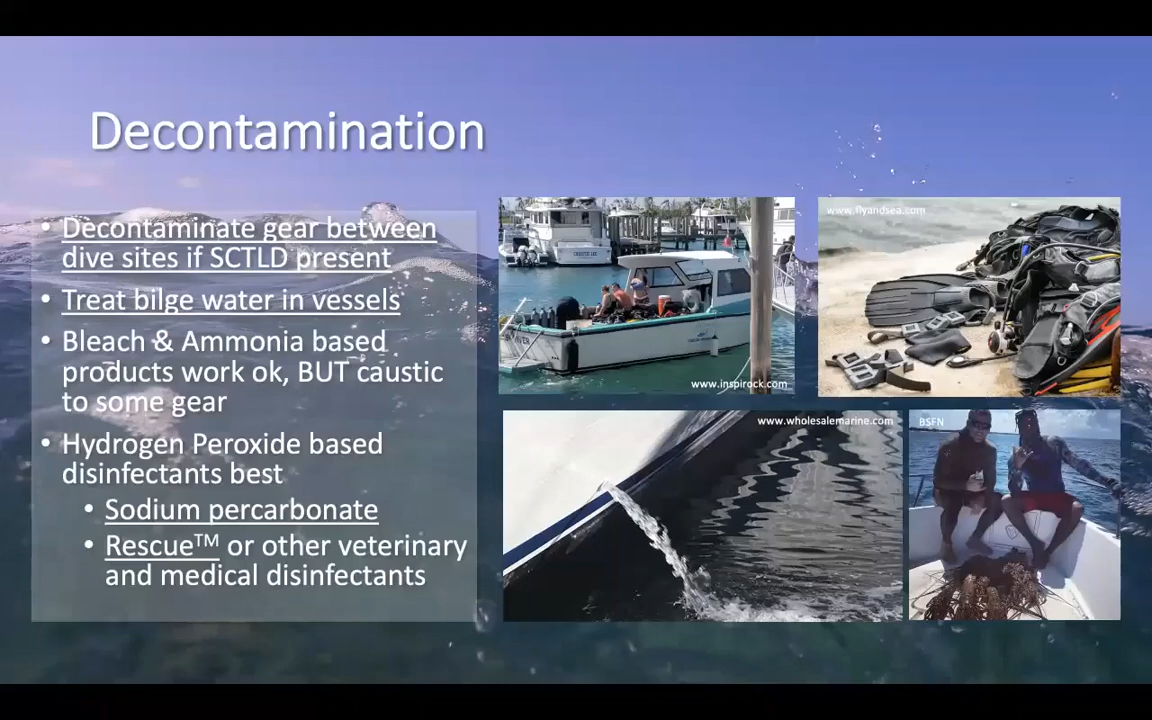 Decontamination
• Decontaminate gear between
dive sites if SCTLD present
• Treat bilge water in vessels
• Bleach & Ammonia based
products work ok, BUT caustic
to some gear
• Hydrogen Peroxide based
disinfectants best
• Sodium percarbonate
• Rescue™ or other veterinary
and medical disinfectants
www.inspirock.com
www.flyandsea.com
www.wholesalemarine.com
BSFN